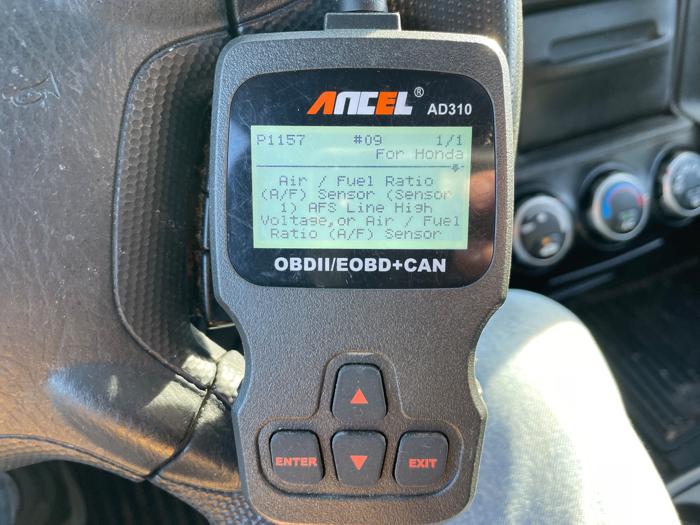 ANCEL® AD310
P1157 #09 1/1
For Honda
Air / Fuel Ratio
(A/F) Sensor (Sensor
1) AFS Line High
Voltage,or Air / Fuel
Ratio (A/F) Sensor
OBDII/EOBD+CAN
ENTER EXIT